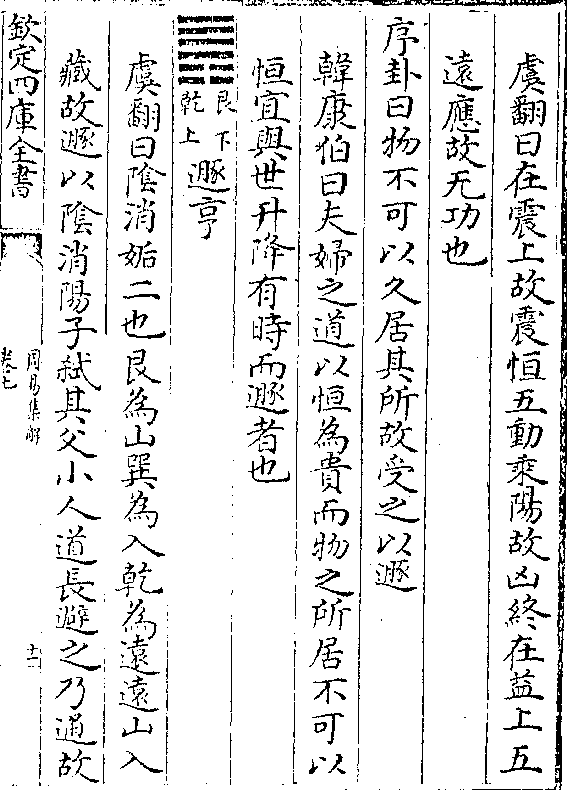 虞翻曰在震上故震恒五動乘陽故凶終在益上五
遠應故无功也
序卦曰物不可以久居其所故受之以遯
韓康伯曰夫婦之道以恒為貴而物之所居不可以
恒宜與世升降有時而遯者也
䷠艮下乾上遯亨
虞翻曰陰消姤二也艮為山巽為入乾為遠遠山入
藏故遯以陰消陽子弑其父小人道長避之乃通故
欽定四庫全書
周易集解
卷七
十二